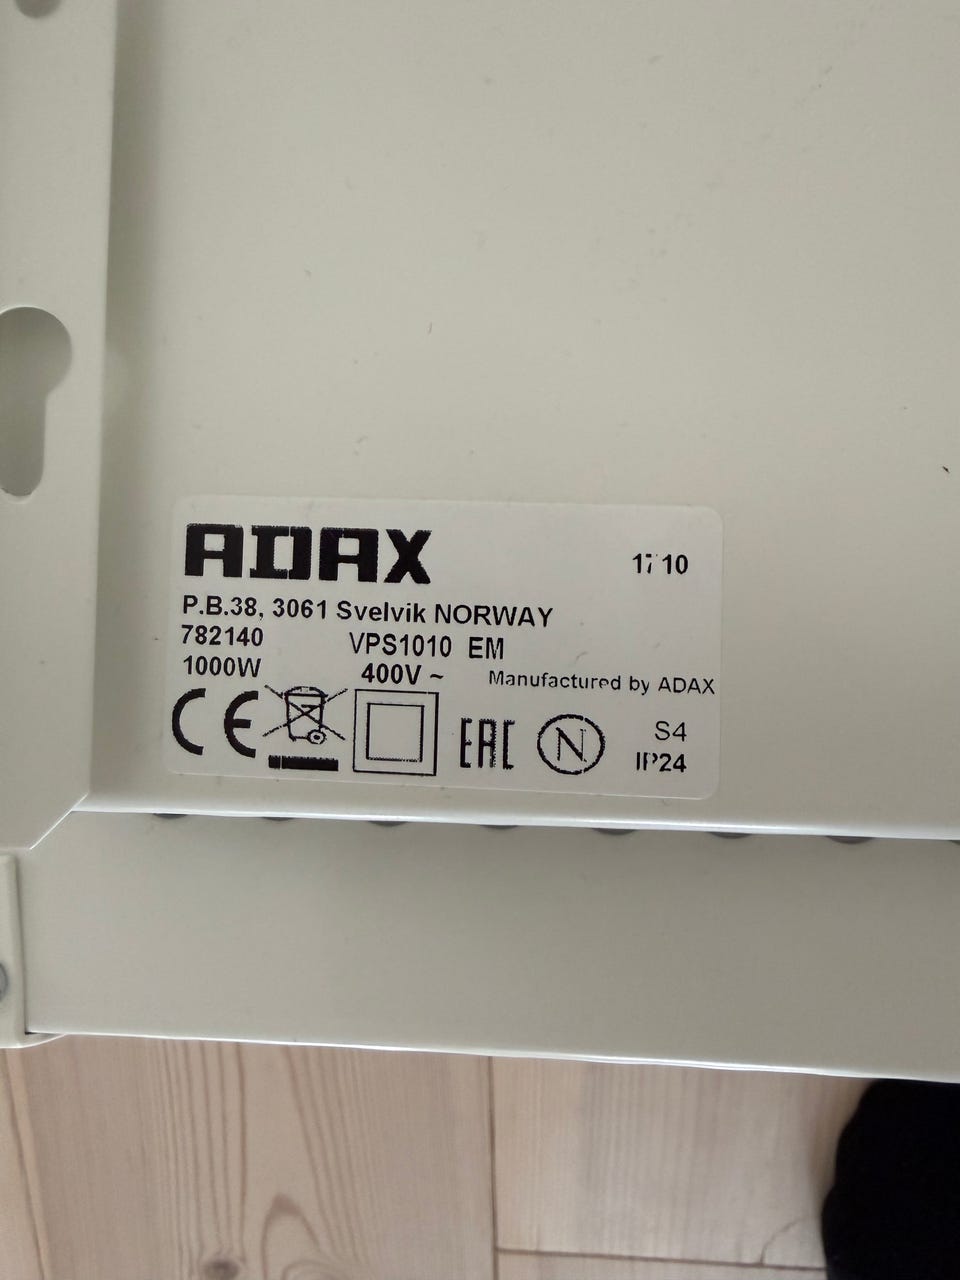 ADAX
1710
P.B.38, 3061 Svelvik NORWAY
782140 VPS1010 EM
1000W 400V ~ Manufactured by ADAX
CE EAC N S4
IP24